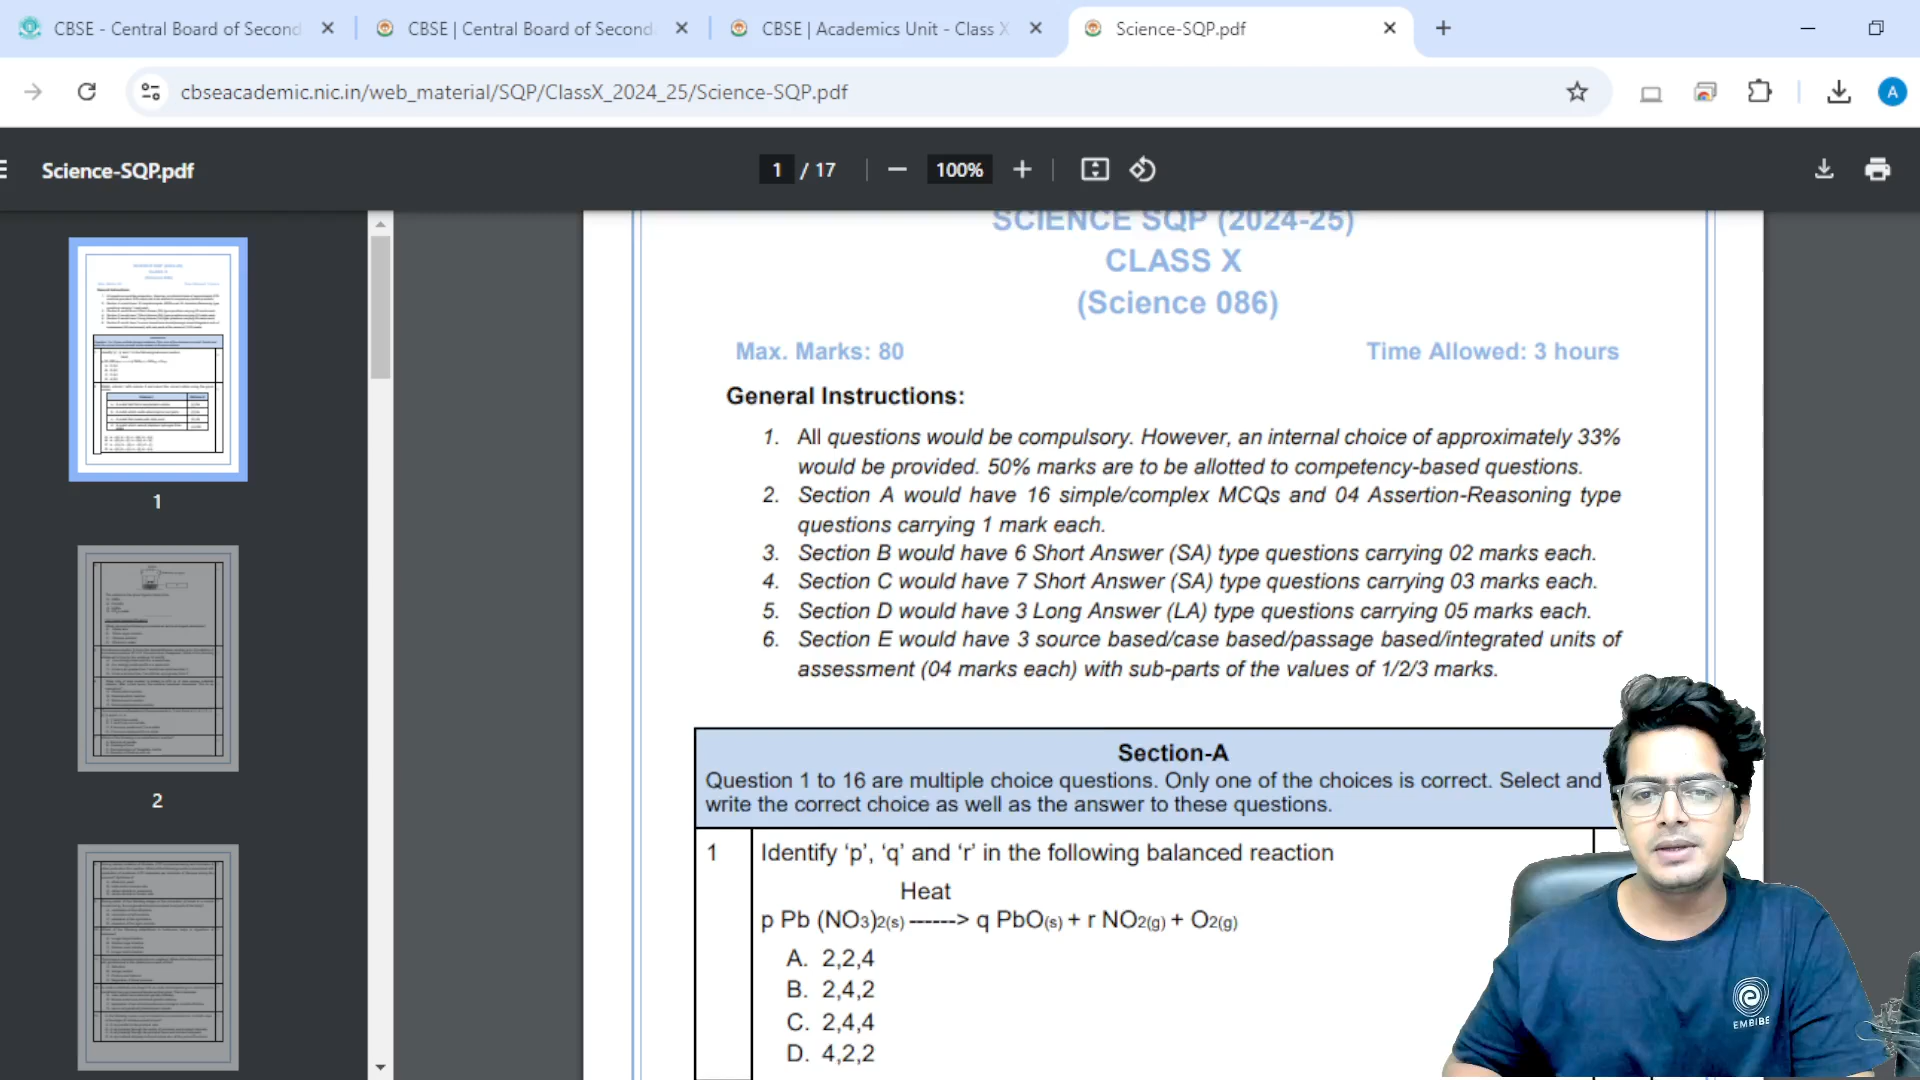 CBSE - Central Board of Second
CBSE | Central Board of Second
CBSE | Academics Unit - Class X
Science-SQP.pdf
cbseacademic.nic.in/web_material/SQP/ClassX_2024_25/Science-SQP.pdf
A
Science-SQP.pdf
1 / 17
100%
SCIENCE SQP (2024-25)
CLASS X
(Science 086)
Max. Marks: 80 Time Allowed: 3 hours
General Instructions:
1. All questions would be compulsory. However, an internal choice of approximately 33%
would be provided. 50% marks are to be allotted to competency-based questions.
2. Section A would have 16 simple/complex MCQs and 04 Assertion-Reasoning type
questions carrying 1 mark each.
3. Section B would have 6 Short Answer (SA) type questions carrying 02 marks each.
4. Section C would have 7 Short Answer (SA) type questions carrying 03 marks each.
5. Section D would have 3 Long Answer (LA) type questions carrying 05 marks each.
6. Section E would have 3 source based/case based/passage based/integrated units of
assessment (04 marks each) with sub-parts of the values of 1/2/3 marks.
Section-A
Question 1 to 16 are multiple choice questions. Only one of the choices is correct. Select and
write the correct choice as well as the answer to these questions.
1 Identify ‘p’, ‘q’ and ‘r’ in the following balanced reaction
Heat
p Pb (NO3)2(s) ------> q PbO(s) + r NO2(g) + O2(g)
A. 2,2,4
B. 2,4,2
C. 2,4,4
D. 4,2,2
1
2
EMBIBE